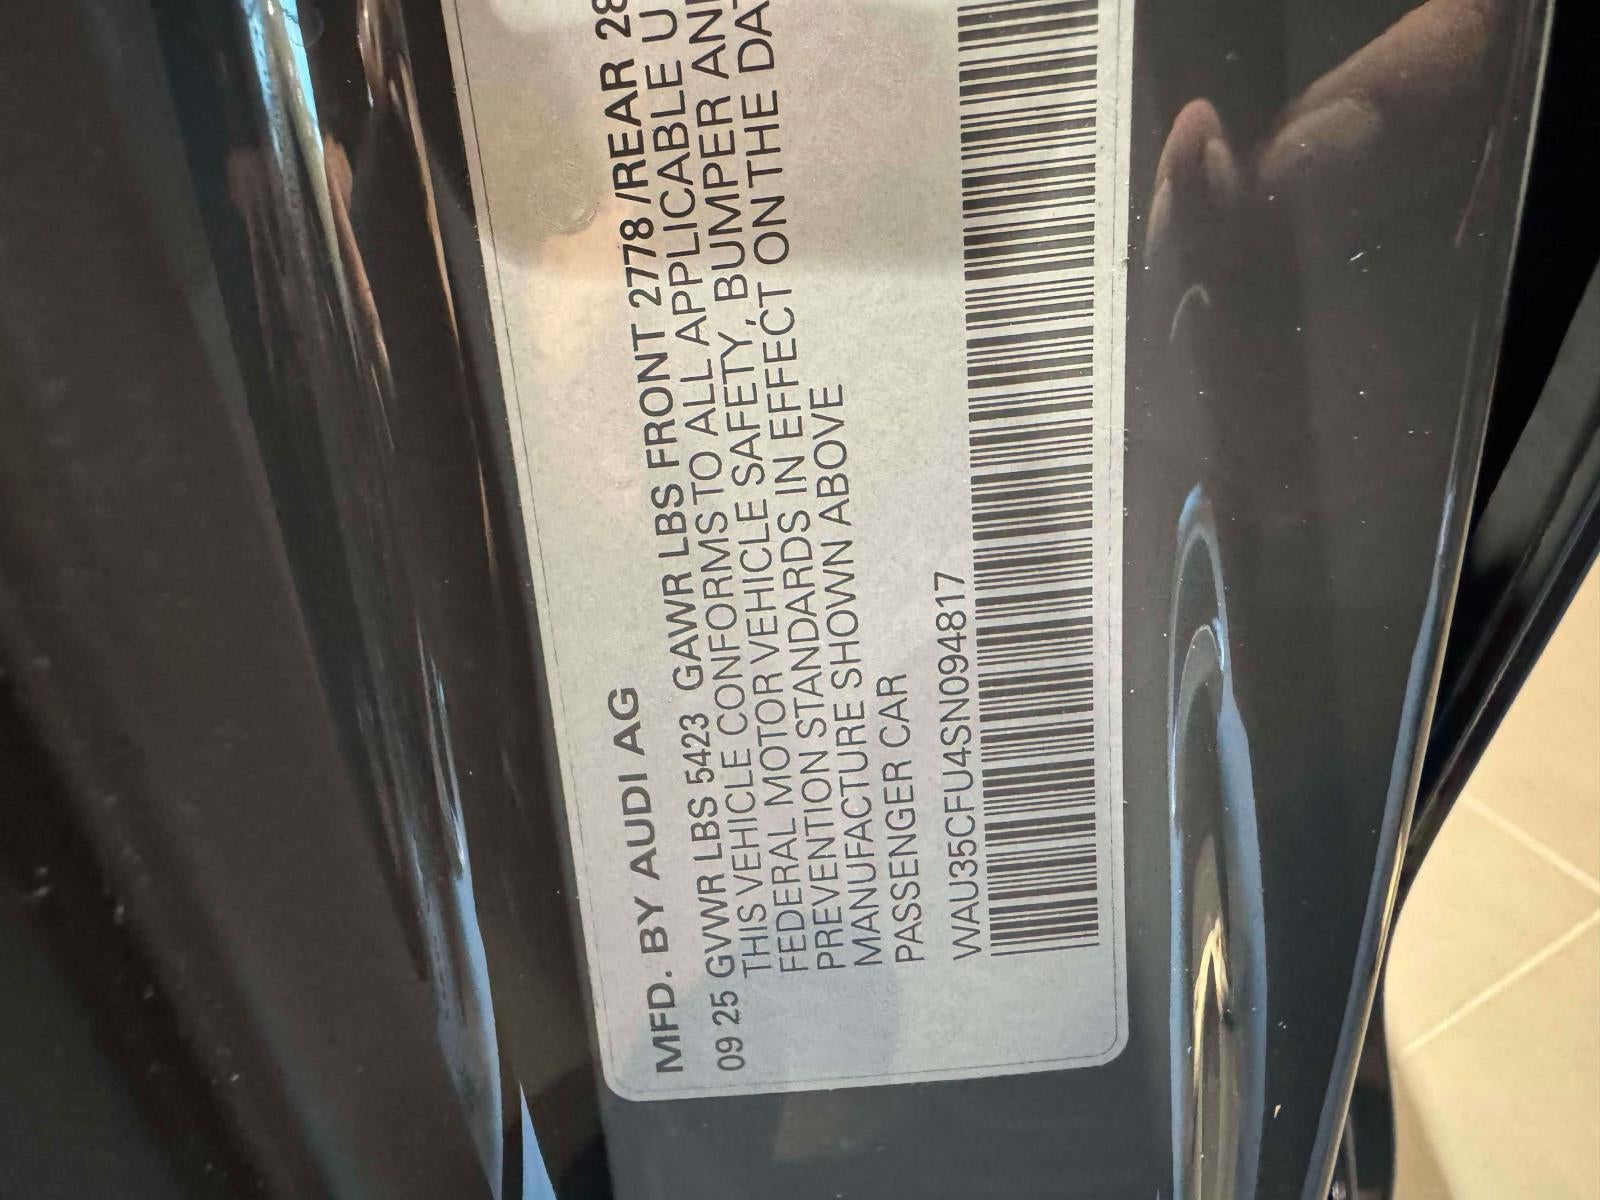 MFD. BY AUDI AG
09 25 GVWR LBS 5423 GAWR LBS FRONT 2778 /REAR 28
THIS VEHICLE CONFORMS TO ALL APPLICABLE U
FEDERAL MOTOR VEHICLE SAFETY, BUMPER AND
PREVENTION STANDARDS IN EFFECT ON THE DA
MANUFACTURE SHOWN ABOVE
PASSENGER CAR
WAU35CFU4SN094817